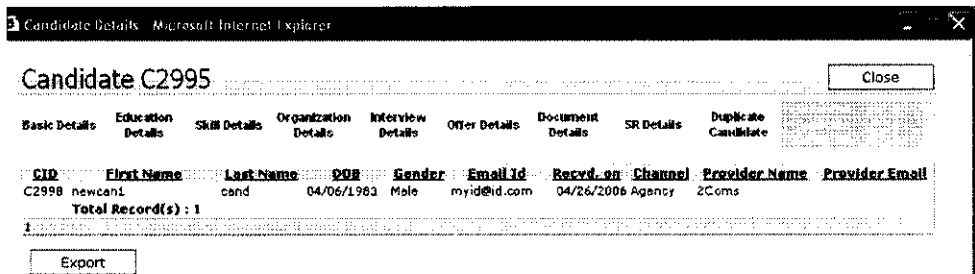 Candidate Details - Microsoft Internet Explorer
Candidate C2995
Close
Basic Details Education Details Skill Details Organization Details Interview Details Offer Details Document Details SR Details Duplicate Candidate
CID First Name Last Name DOB Gender Email Id Recvd. on Channel Provider Name Provider Email
C2998 newcan1 cand 04/06/1983 Male myid@id.com 04/26/2006 Agency 2Coms
Total Record(s) : 1
1
Export